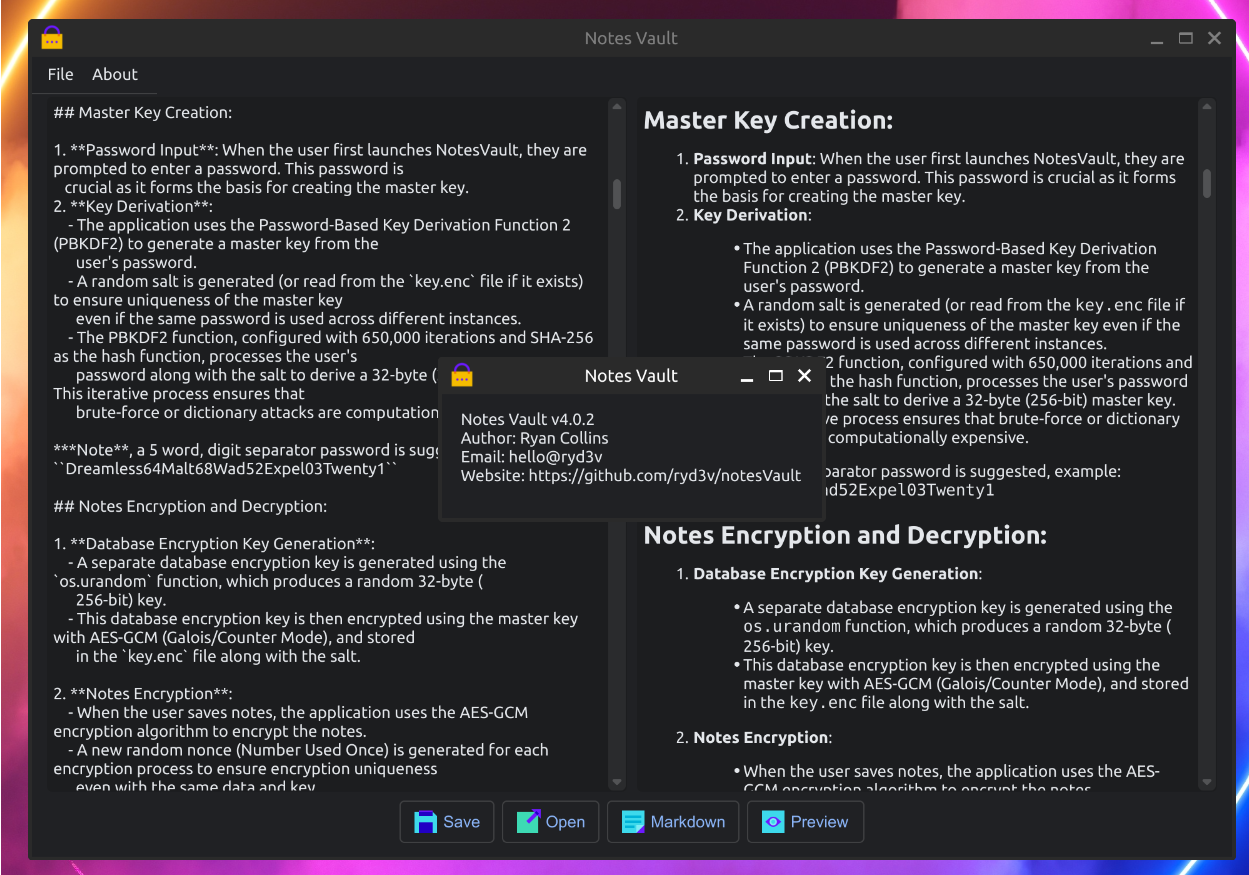 Notes Vault
File About
## Master Key Creation:
1. **Password Input**: When the user first launches NotesVault, they are
prompted to enter a password. This password is
crucial as it forms the basis for creating the master key.
2. **Key Derivation**:
- The application uses the Password-Based Key Derivation Function 2
(PBKDF2) to generate a master key from the
user's password.
- A random salt is generated (or read from the `key.enc` file if it exists)
to ensure uniqueness of the master key
even if the same password is used across different instances.
- The PBKDF2 function, configured with 650,000 iterations and SHA-256
as the hash function, processes the user's
password along with the salt to derive a 32-byte (
This iterative process ensures that
brute-force or dictionary attacks are computation
***Note**, a 5 word, digit separator password is sugg
``Dreamless64Malt68Wad52Expel03Twenty1``
## Notes Encryption and Decryption:
1. **Database Encryption Key Generation**:
- A separate database encryption key is generated using the
`os.urandom` function, which produces a random 32-byte (
256-bit) key.
- This database encryption key is then encrypted using the master key
with AES-GCM (Galois/Counter Mode), and stored
in the `key.enc` file along with the salt.
2. **Notes Encryption**:
- When the user saves notes, the application uses the AES-GCM
encryption algorithm to encrypt the notes.
- A new random nonce (Number Used Once) is generated for each
encryption process to ensure encryption uniqueness
even with the same data and key
Master Key Creation:
1. Password Input: When the user first launches NotesVault, they are
prompted to enter a password. This password is crucial as it forms
the basis for creating the master key.
2. Key Derivation:
• The application uses the Password-Based Key Derivation
Function 2 (PBKDF2) to generate a master key from the
user's password.
• A random salt is generated (or read from the key.enc file if
it exists) to ensure uniqueness of the master key even if the
same password is used across different instances.
2 function, configured with 650,000 iterations and
the hash function, processes the user's password
the salt to derive a 32-byte (256-bit) master key.
ve process ensures that brute-force or dictionary
computationally expensive.
parator password is suggested, example:
ad52Expel03Twenty1
Notes Encryption and Decryption:
1. Database Encryption Key Generation:
• A separate database encryption key is generated using the
os.urandom function, which produces a random 32-byte (
256-bit) key.
• This database encryption key is then encrypted using the
master key with AES-GCM (Galois/Counter Mode), and stored
in the key.enc file along with the salt.
2. Notes Encryption:
• When the user saves notes, the application uses the AES-
GCM encryption algorithm to encrypt the notes
Notes Vault
Notes Vault v4.0.2
Author: Ryan Collins
Email: hello@ryd3v
Website: https://github.com/ryd3v/notesVault
Save Open Markdown Preview